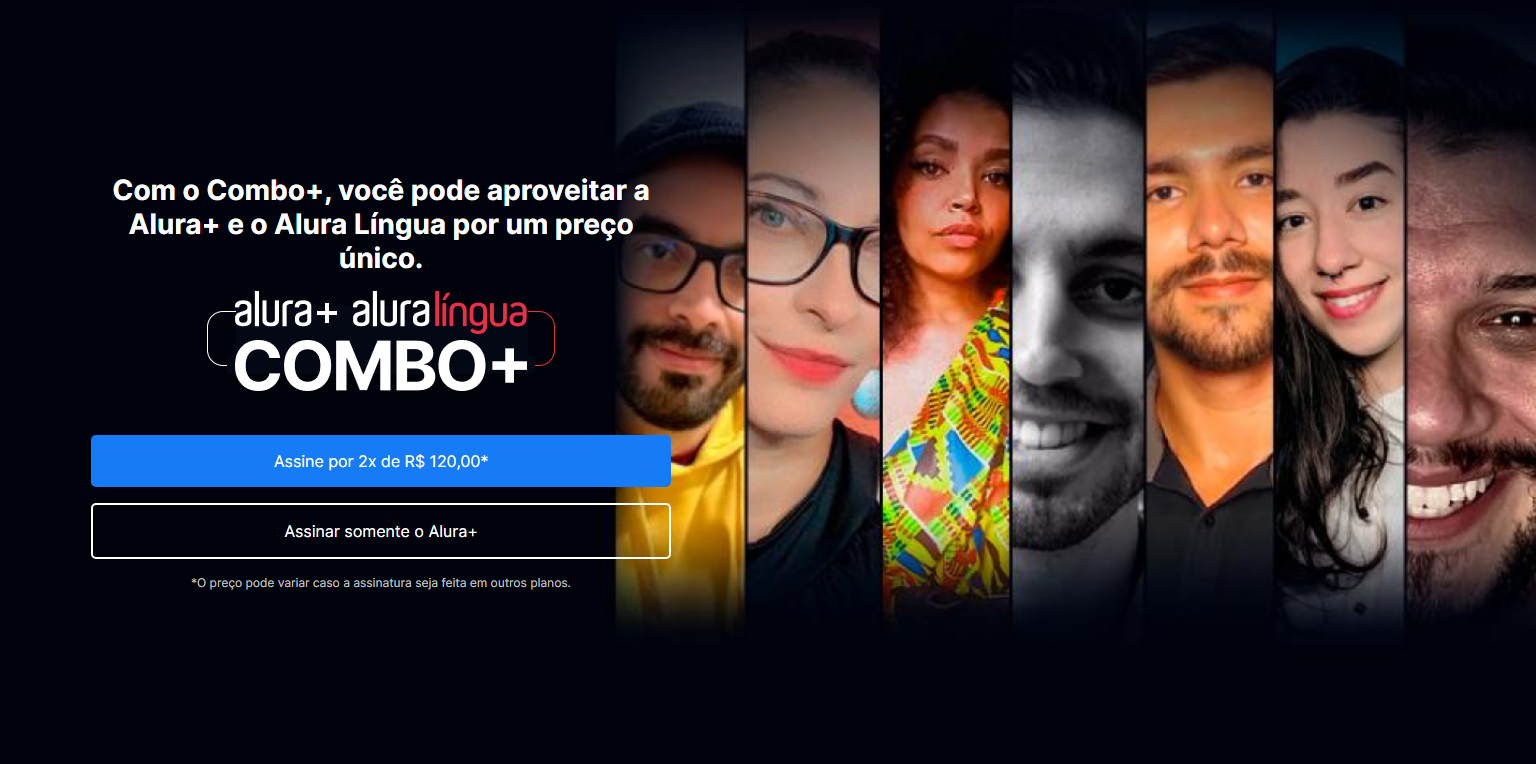 Com o Combo+, você pode aproveitar a
Alura+ e o Alura Língua por um preço
único.
alura+ aluralíngua
COMBO+
Assine por 2x de R$ 120,00*
Assinar somente o Alura+
*O preço pode variar caso a assinatura seja feita em outros planos.